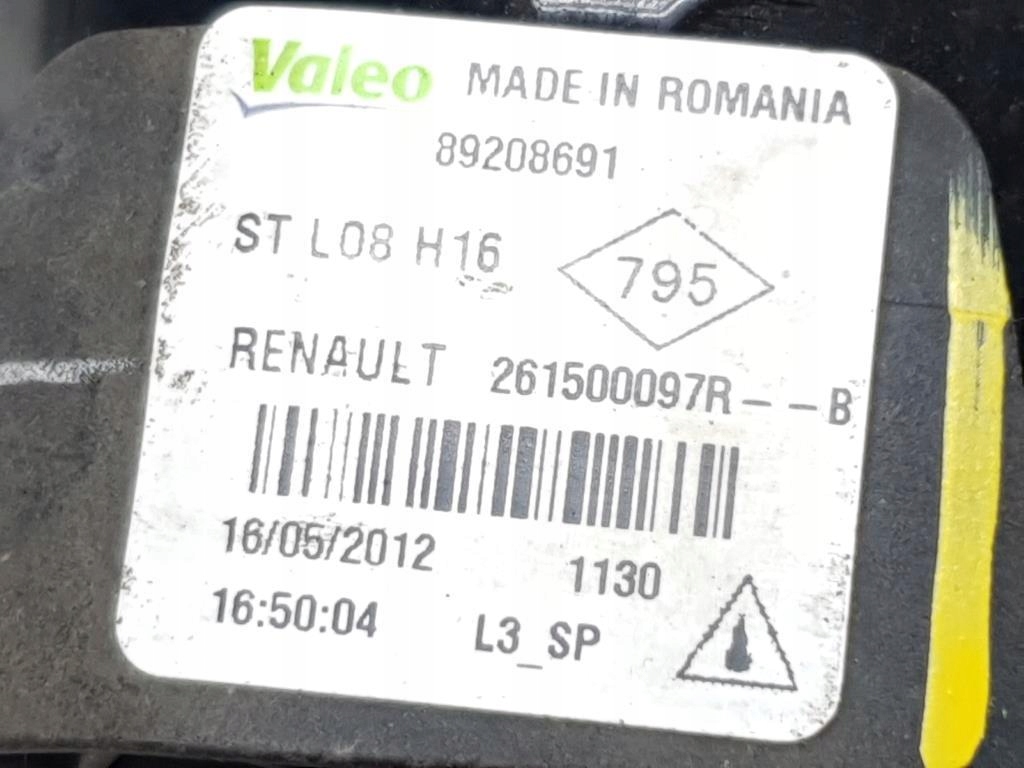 Valeo MADE IN ROMANIA
89208691
ST L08 H16
795
RENAULT 261500097R--B
16/05/2012 1130
16:50:04 L3_SP